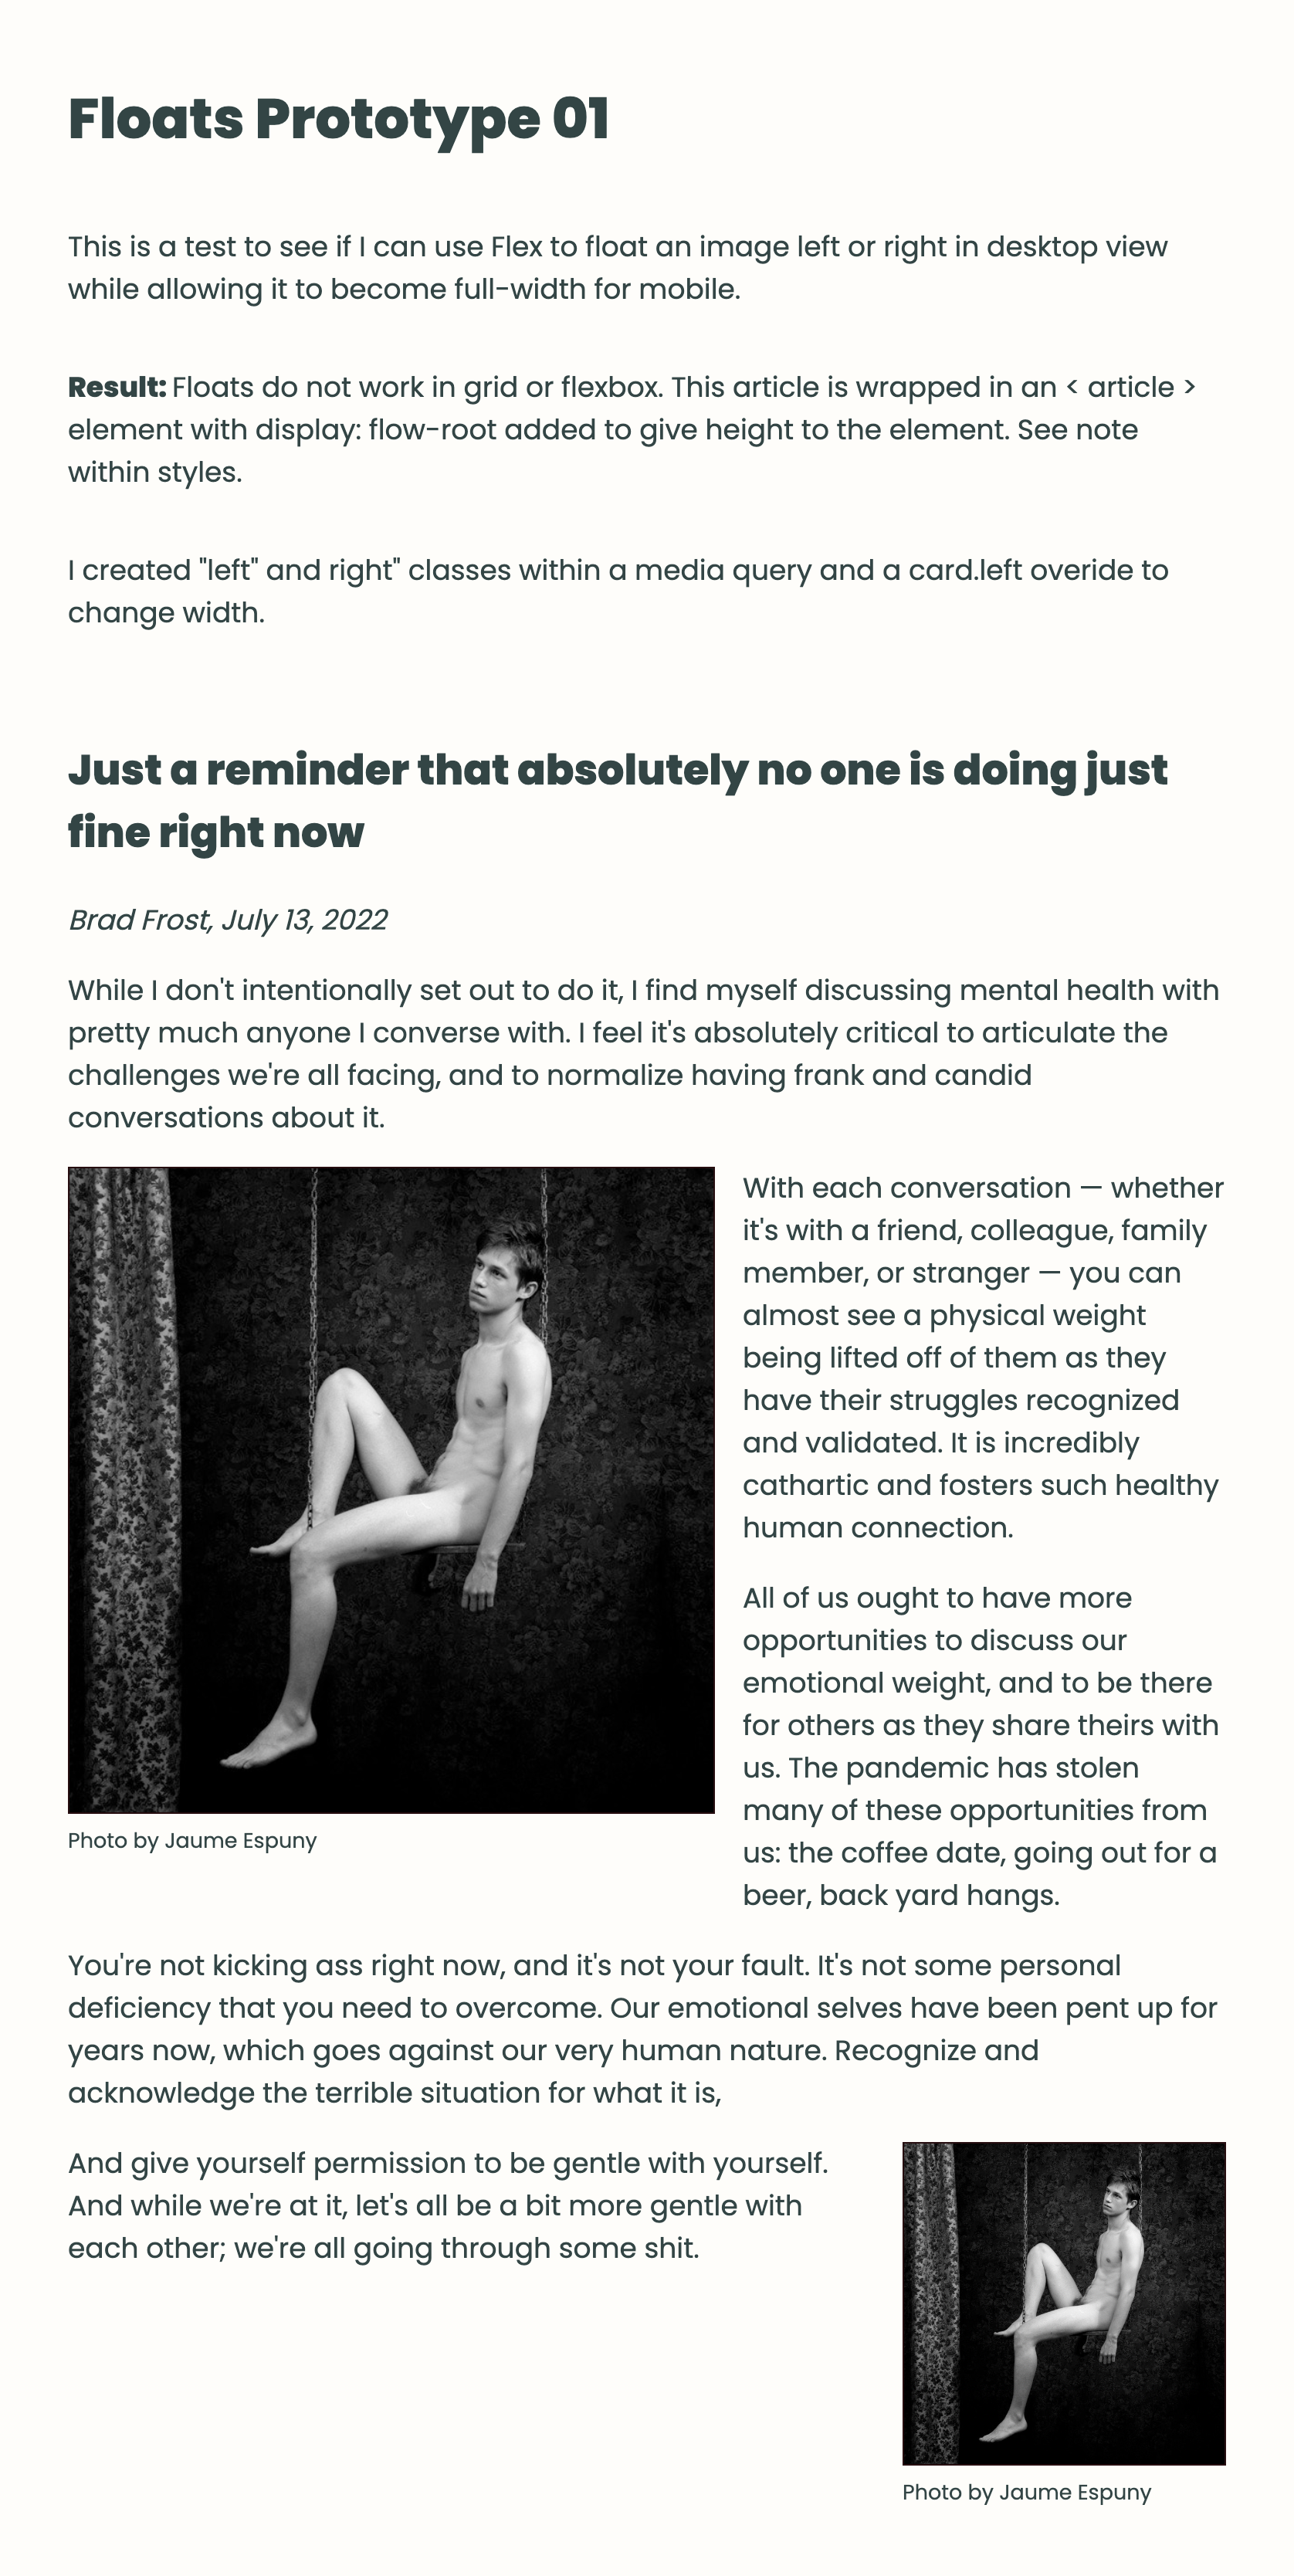 Floats Prototype 01
This is a test to see if I can use Flex to float an image left or right in desktop view
while allowing it to become full-width for mobile.
Result: Floats do not work in grid or flexbox. This article is wrapped in an < article >
element with display: flow-root added to give height to the element. See note
within styles.
I created "left" and right" classes within a media query and a card.left overide to
change width.
Just a reminder that absolutely no one is doing just
fine right now
Brad Frost, July 13, 2022
While I don't intentionally set out to do it, I find myself discussing mental health with
pretty much anyone I converse with. I feel it's absolutely critical to articulate the
challenges we're all facing, and to normalize having frank and candid
conversations about it.
With each conversation — whether
it's with a friend, colleague, family
member, or stranger — you can
almost see a physical weight
being lifted off of them as they
have their struggles recognized
and validated. It is incredibly
cathartic and fosters such healthy
human connection.
All of us ought to have more
opportunities to discuss our
emotional weight, and to be there
for others as they share theirs with
us. The pandemic has stolen
many of these opportunities from
us: the coffee date, going out for a
beer, back yard hangs.
Photo by Jaume Espuny
You're not kicking ass right now, and it's not your fault. It's not some personal
deficiency that you need to overcome. Our emotional selves have been pent up for
years now, which goes against our very human nature. Recognize and
acknowledge the terrible situation for what it is,
And give yourself permission to be gentle with yourself.
And while we're at it, let's all be a bit more gentle with
each other; we're all going through some shit.
Photo by Jaume Espuny